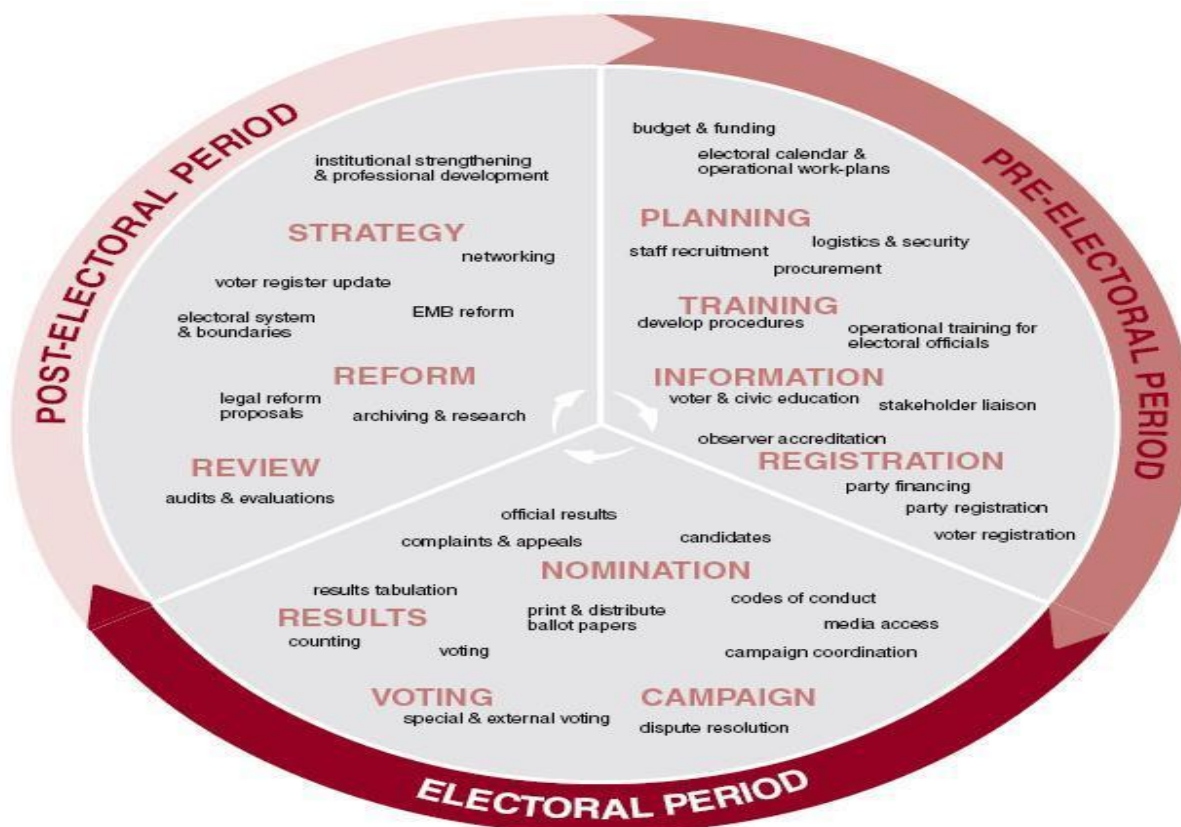 POST-ELECTORAL PERIOD
institutional strengthening
& professional development
STRATEGY
networking
voter register update
electoral system
& boundaries
EMB reform
REFORM
legal reform
proposals
archiving & research
REVIEW
audits & evaluations
PRE-ELECTORAL PERIOD
budget & funding
electoral calendar &
operational work-plans
PLANNING
staff recruitment
logistics & security
procurement
TRAINING
develop procedures
operational training for
electoral officials
INFORMATION
voter & civic education
stakeholder liaison
observer accreditation
REGISTRATION
party financing
party registration
voter registration
official results
complaints & appeals
candidates
NOMINATION
results tabulation
print & distribute
ballot papers
codes of conduct
RESULTS
media access
counting
voting
campaign coordination
VOTING
special & external voting
CAMPAIGN
dispute resolution
ELECTORAL PERIOD